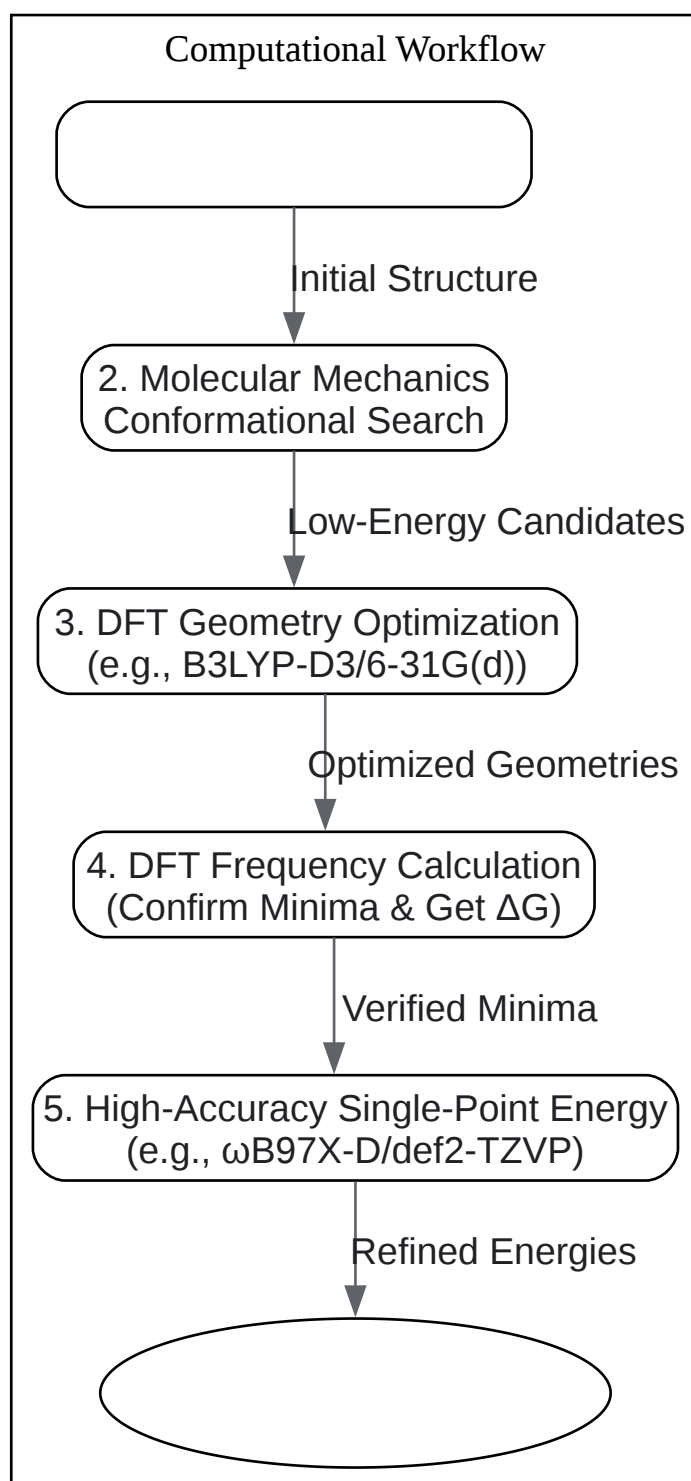 Computational Workflow
Initial Structure
2. Molecular Mechanics
Conformational Search
Low-Energy Candidates
3. DFT Geometry Optimization
(e.g., B3LYP-D3/6-31G(d))
Optimized Geometries
4. DFT Frequency Calculation
(Confirm Minima & Get ΔG)
Verified Minima
5. High-Accuracy Single-Point Energy
(e.g., ωB97X-D/def2-TZVP)
Refined Energies